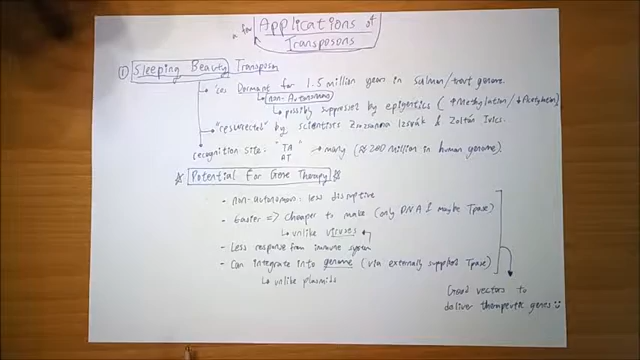 a few Applications of
Transposons
① Sleeping Beauty Transposon
Dormant for 1.5 million years in Salmon/trout genome.
non-Autonomous
possibly suppressed by epigentics (↑Methylation/↓Acetylation)
"resurrected" by scientists Zsuzsanna Izsvák & Zoltán Ivics.
recognition site: "TA" → many (≈ 200 million in human genome).
AT
☆ Potential For Gene Therapy ☆
- non-autonomous: less disruptive
- Easier => Cheaper to make (only DNA & maybe Tpase)
unlike viruses
- Less response from immune system
- Can integrate into genome (via externally supplied Tpase)
unlike plasmids
Good vectors to
deliver therapeutic genes